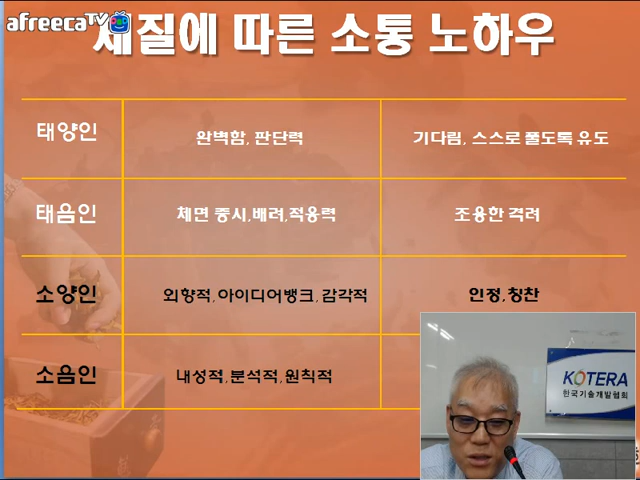 afreecaTV
체질에 따른 소통 노하우
태양인 완벽함, 판단력 기다림, 스스로 풀도록 유도
태음인 체면 중시,배려,적응력 조용한 격려
소양인 외향적,아이디어뱅크,감각적 인정,칭찬
소음인 내성적,분석적,원칙적
KOTERA
한국기술개발협회